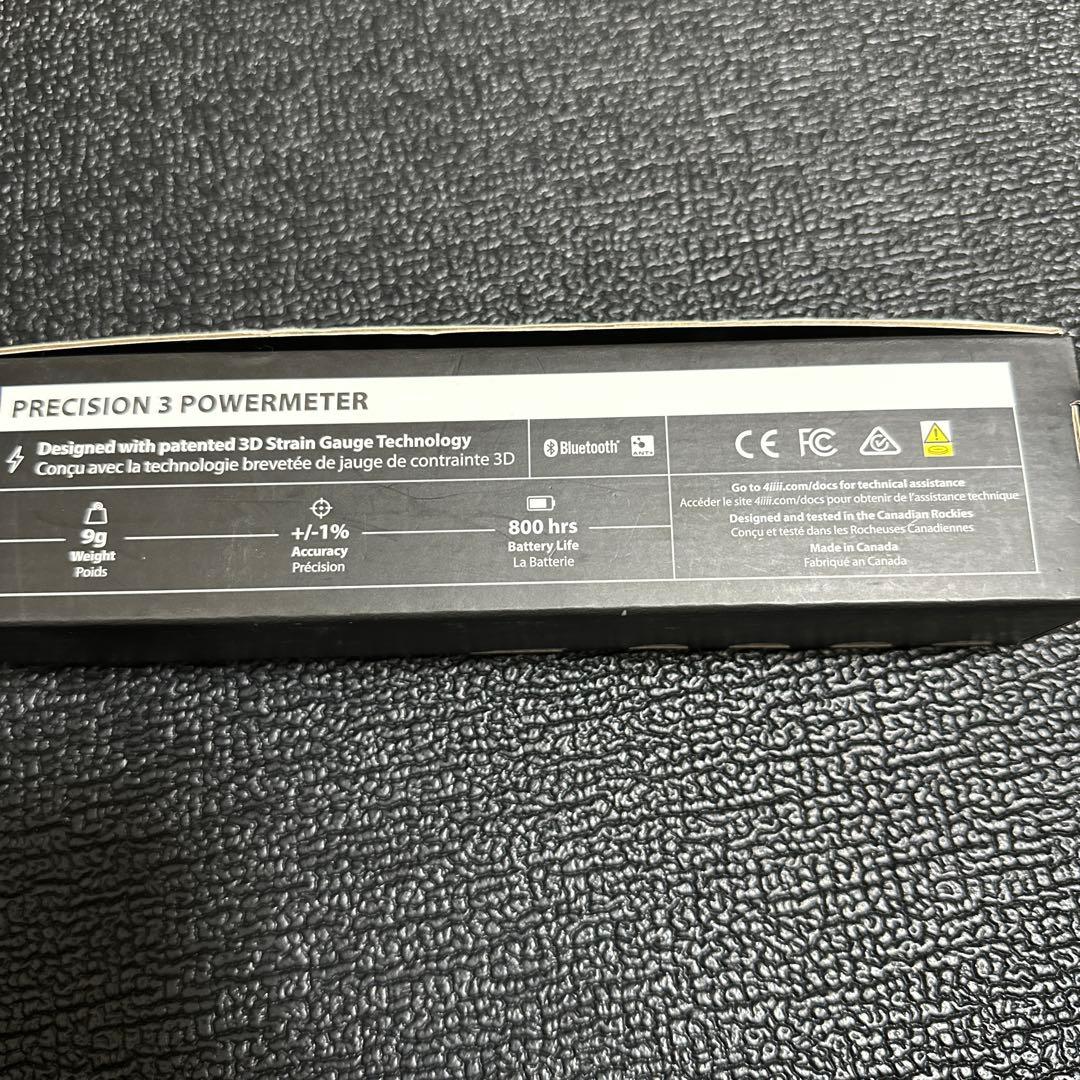 PRECISION 3 POWERMETER
Designed with patented 3D Strain Gauge Technology
Conçu avec la technologie brevetée de jauge de contrainte 3D
Bluetooth®
ANT+
CE FC
9g
Weight
Poids
+/-1%
Accuracy
Précision
800 hrs
Battery Life
La Batterie
Go to 4iiii.com/docs for technical assistance
Accéder le site 4iiii.com/docs pour obtenir de l'assistance technique
Designed and tested in the Canadian Rockies
Conçu et testé dans les Rocheuses Canadiennes
Made in Canada
Fabriqué an Canada